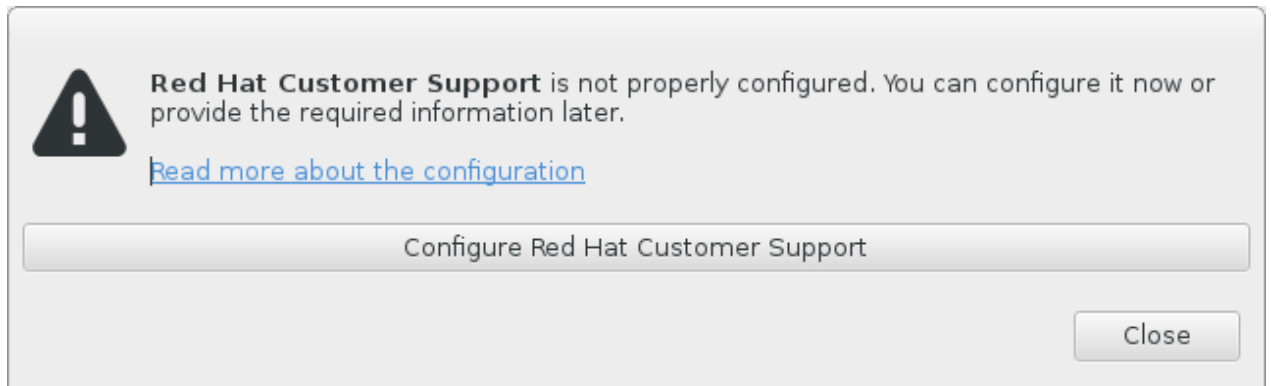 Red Hat Customer Support is not properly configured. You can configure it now or
provide the required information later.
Read more about the configuration
Configure Red Hat Customer Support
Close